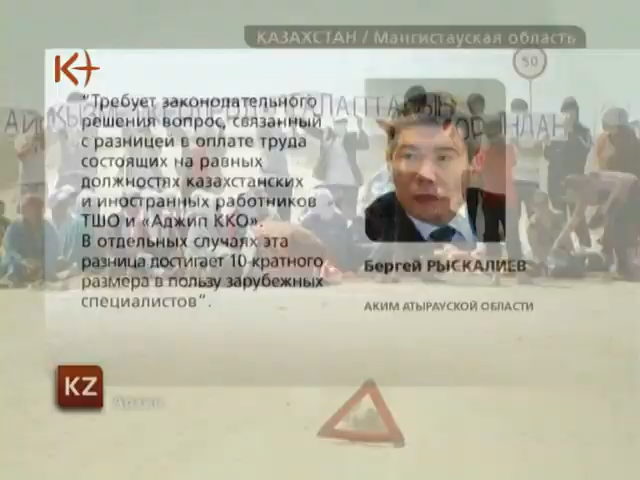 КАЗАХСТАН / Мангистауская область
K+
50
"Требует законодательного
решения вопрос, связанный
с разницей в оплате труда
состоящих на равных
должностях казахстанских
и иностранных работников
ТШО и «Аджип ККО».
В отдельных случаях эта
разница достигает 10-кратного
размера в пользу зарубежных
специалистов".
Бергей РЫСКАЛИЕВ
АКИМ АТЫРАУСКОЙ ОБЛАСТИ
KZ
Архив